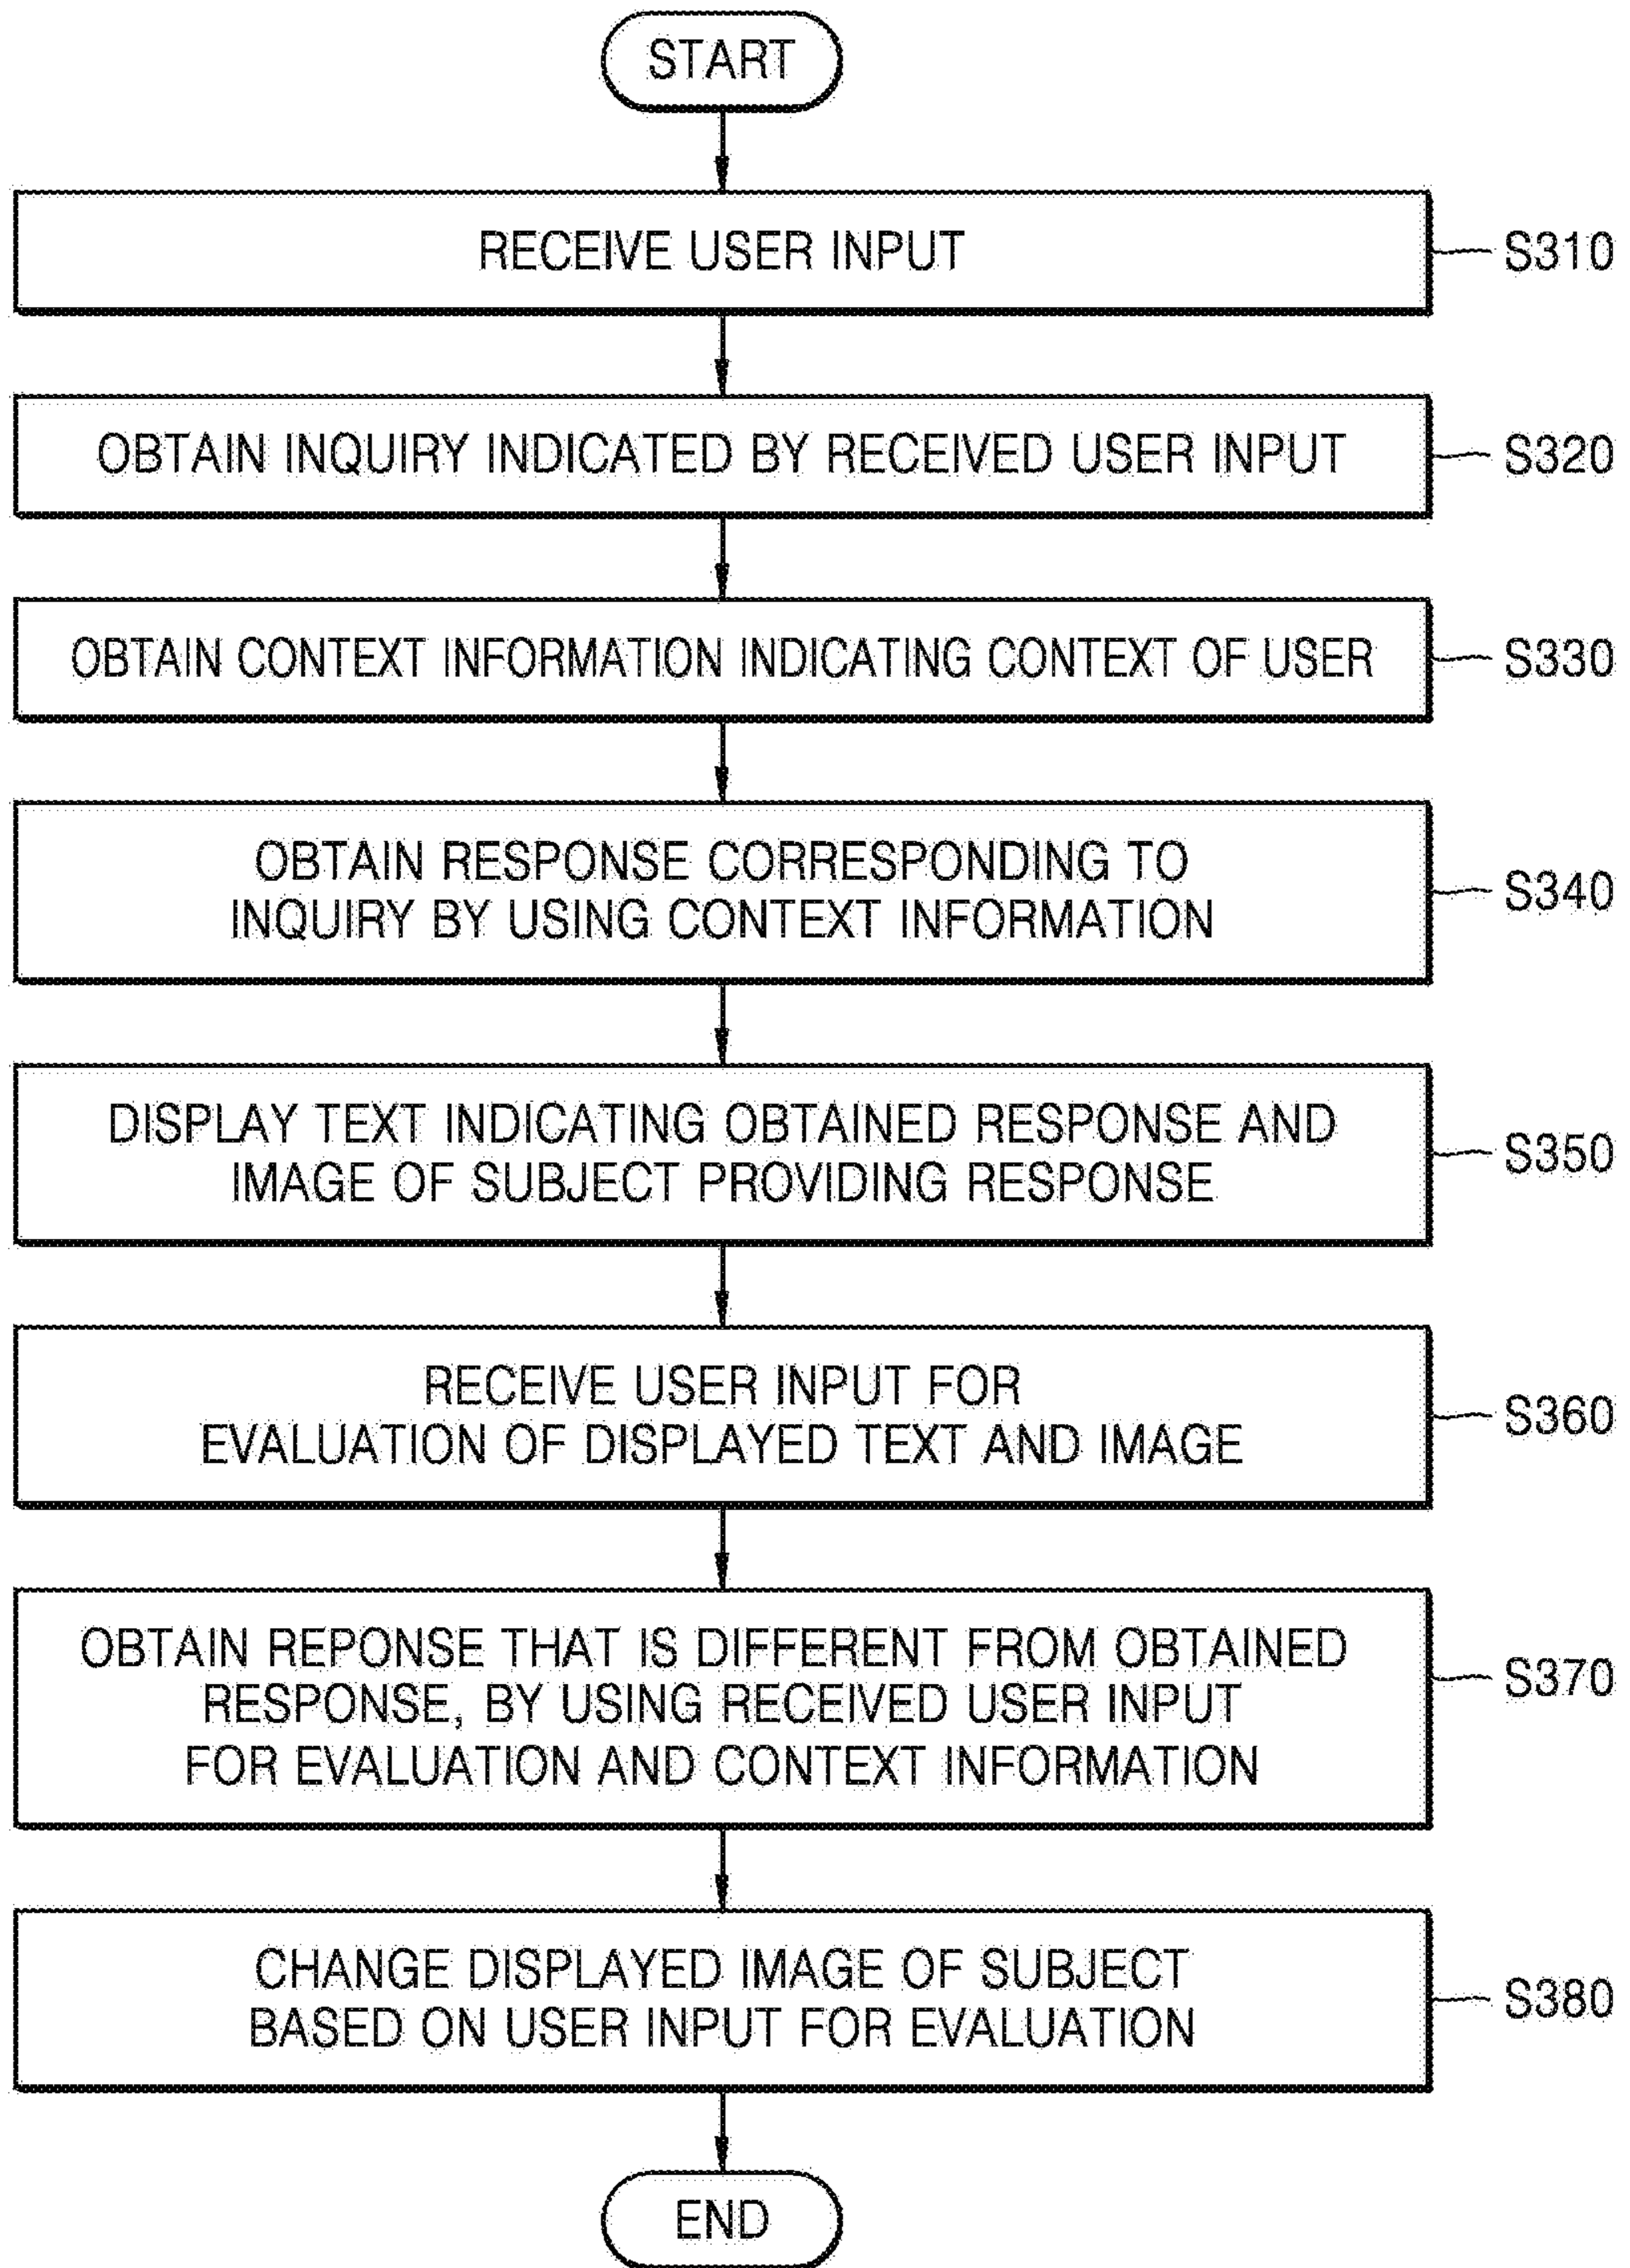 START
RECEIVE USER INPUT
S310
OBTAIN INQUIRY INDICATED BY RECEIVED USER INPUT
S320
OBTAIN CONTEXT INFORMATION INDICATING CONTEXT OF USER
S330
OBTAIN RESPONSE CORRESPONDING TO
INQUIRY BY USING CONTEXT INFORMATION
S340
DISPLAY TEXT INDICATING OBTAINED RESPONSE AND
IMAGE OF SUBJECT PROVIDING RESPONSE
S350
RECEIVE USER INPUT FOR
EVALUATION OF DISPLAYED TEXT AND IMAGE
S360
OBTAIN REPONSE THAT IS DIFFERENT FROM OBTAINED
RESPONSE, BY USING RECEIVED USER INPUT
FOR EVALUATION AND CONTEXT INFORMATION
S370
CHANGE DISPLAYED IMAGE OF SUBJECT
BASED ON USER INPUT FOR EVALUATION
S380
END